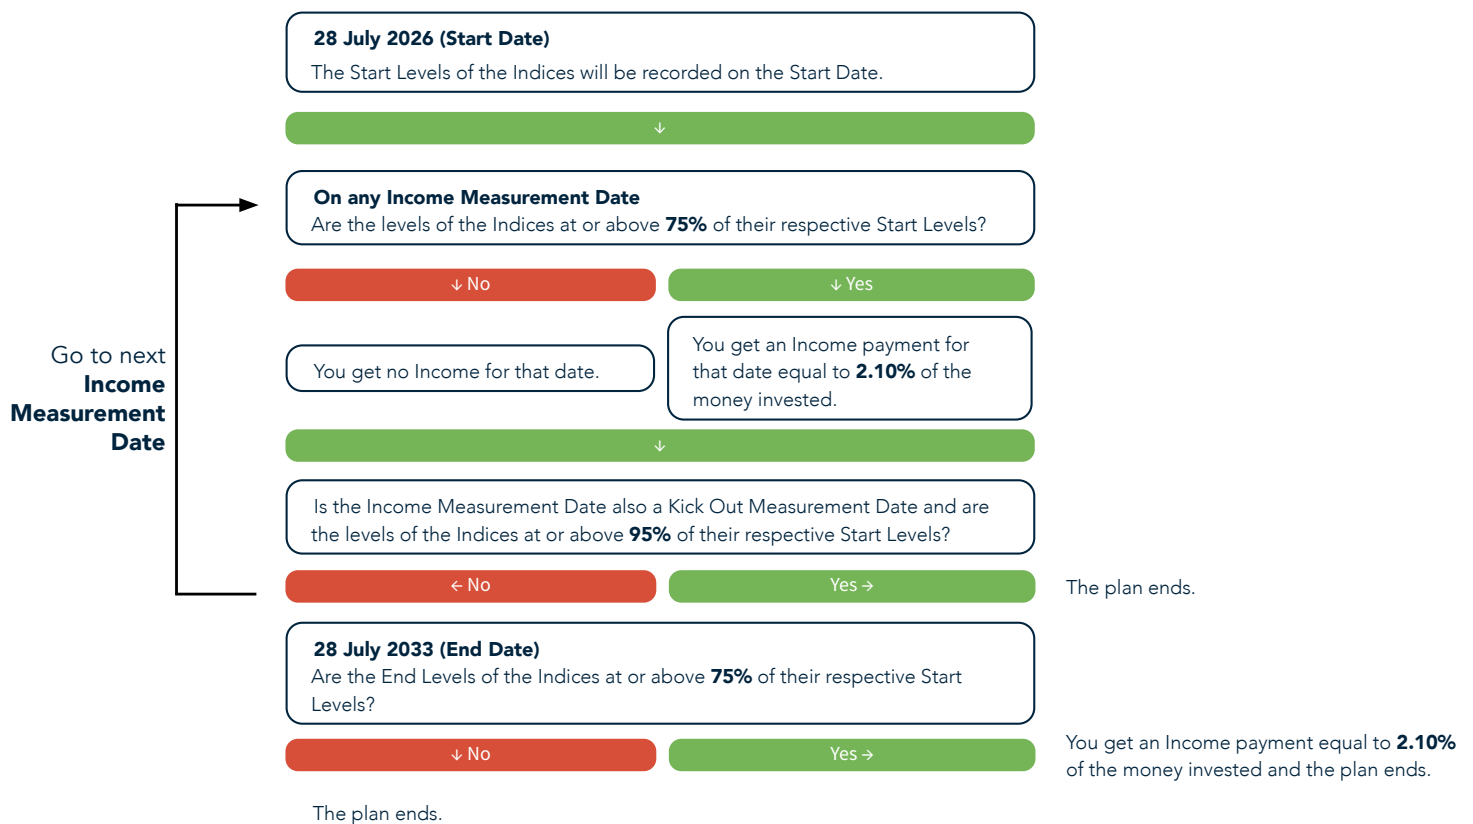 28 July 2026 (Start Date)
The Start Levels of the Indices will be recorded on the Start Date.
↓
On any Income Measurement Date
Are the levels of the Indices at or above 75% of their respective Start Levels?
↓ No
↓ Yes
Go to next
Income
Measurement
Date
You get no Income for that date.
You get an Income payment for
that date equal to 2.10% of the
money invested.
↓
Is the Income Measurement Date also a Kick Out Measurement Date and are
the levels of the Indices at or above 95% of their respective Start Levels?
← No
Yes →
The plan ends.
28 July 2033 (End Date)
Are the End Levels of the Indices at or above 75% of their respective Start
Levels?
↓ No
Yes →
You get an Income payment equal to 2.10%
of the money invested and the plan ends.
The plan ends.